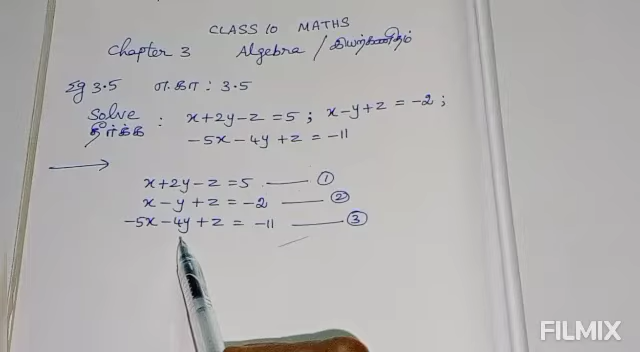 CLASS 10 MATHS
Chapter 3 Algebra / இயற்கணிதம்
Eg 3.5 எ.கா : 3.5
Solve : x+2y-z=5 ; x-y+z=-2 ;
தீர்க்க -5x-4y+z=-11
x+2y-z=5 —— ①
x-y+z=-2 —— ②
-5x-4y+z=-11 —— ③
FILMIX